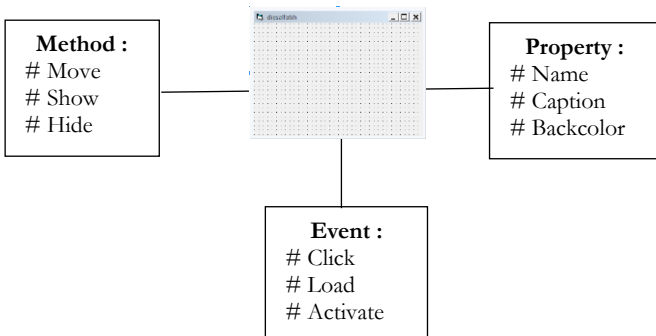 Method :
# Move
# Show
# Hide
Property :
# Name
# Caption
# Backcolor
Event :
# Click
# Load
# Activate